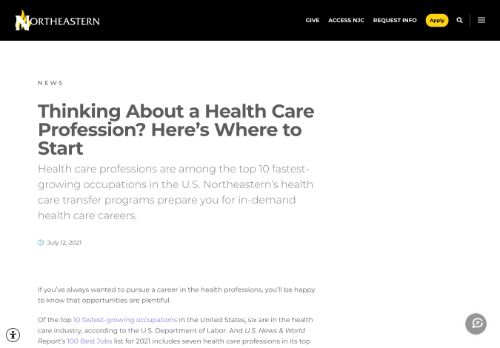 NORTHEASTERN
GIVE ACCESS NJC REQUEST INFO Apply
NEWS
Thinking About a Health Care
Profession? Here’s Where to
Start
Health care professions are among the top 10 fastest-
growing occupations in the U.S. Northeastern’s health
care transfer programs prepare you for in-demand
health care careers.
July 12, 2021
If you’ve always wanted to pursue a career in the health professions, you’ll be happy
to know that opportunities are plentiful.
Of the top 10 fastest-growing occupations in the United States, six are in the health
care industry, according to the U.S. Department of Labor. And U.S. News & World
Report’s 100 Best Jobs list for 2021 includes seven health care professions in its top